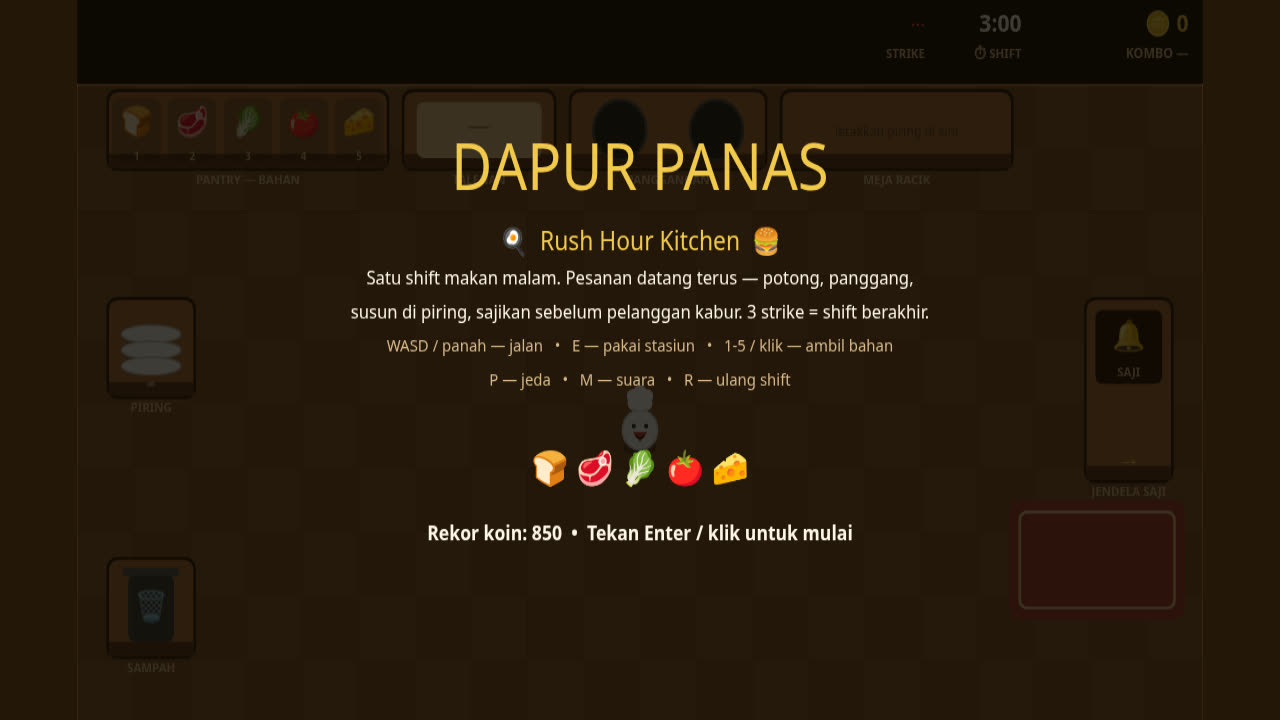 3:00
0
STRIKE
SHIFT
KOMBO —
1 2 3 4 5
PANTRY — BAHAN
MEJA RACIK
DAPUR PANAS
Rush Hour Kitchen
Satu shift makan malam. Pesanan datang terus — potong, panggang,
susun di piring, sajikan sebelum pelanggan kabur. 3 strike = shift berakhir.
WASD / panah — jalan • E — pakai stasiun • 1-5 / klik — ambil bahan
P — jeda • M — suara • R — ulang shift
PIRING
SAJI
→
JENDELA SAJI
Rekor koin: 850 • Tekan Enter / klik untuk mulai
SAMPAH